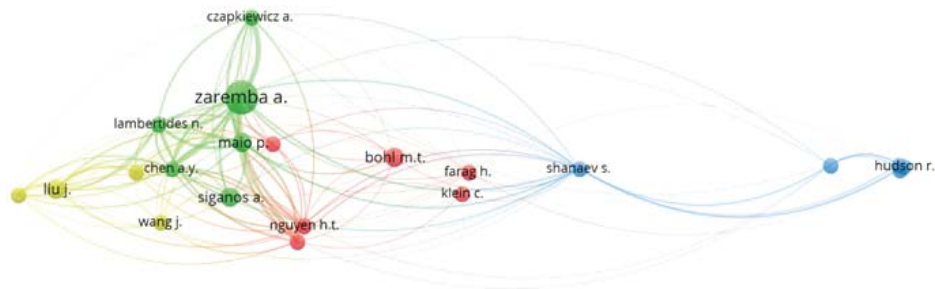 czapkiewicz a.
zaremba a.
lambertides n.
maio p.
chen a.y.
bohl m.t.
farag h.
shanaev s.
hudson r.
liu j.
siganos a.
klein c.
wang j.
nguyen h.t.